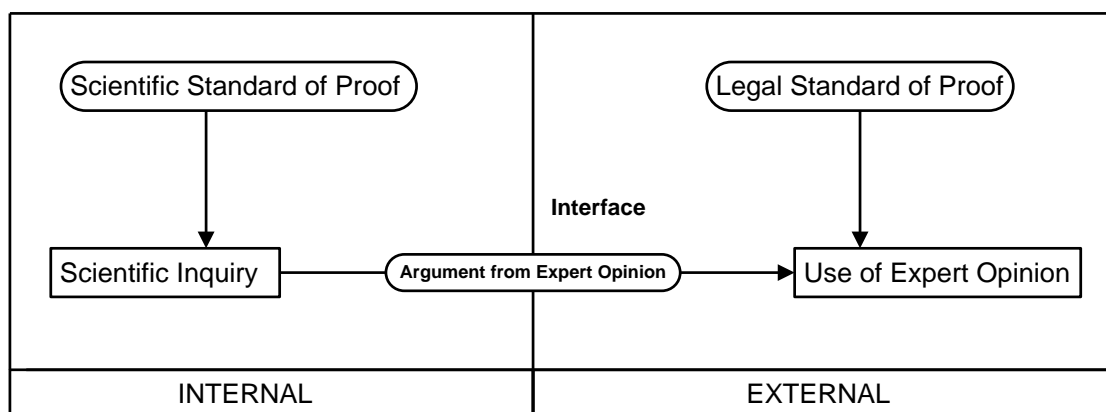 Scientific Standard of Proof
Legal Standard of Proof
Interface
Scientific Inquiry
Argument from Expert Opinion
Use of Expert Opinion
INTERNAL
EXTERNAL